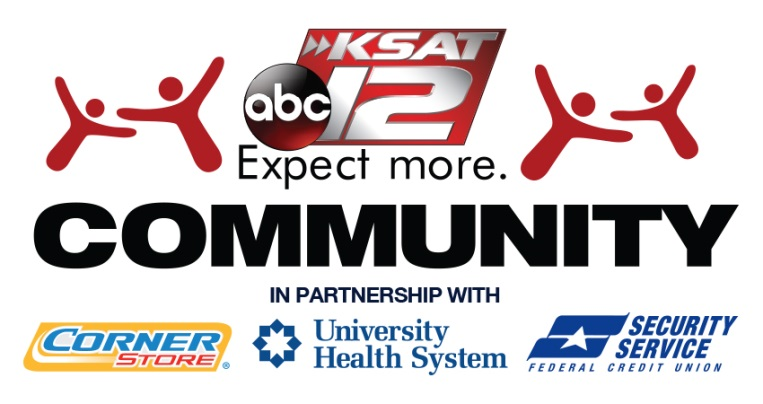 KSAT
abc 12
Expect more.
COMMUNITY
IN PARTNERSHIP WITH
CORNER
STORE®
University
Health System
SECURITY
SERVICE
FEDERAL CREDIT UNION